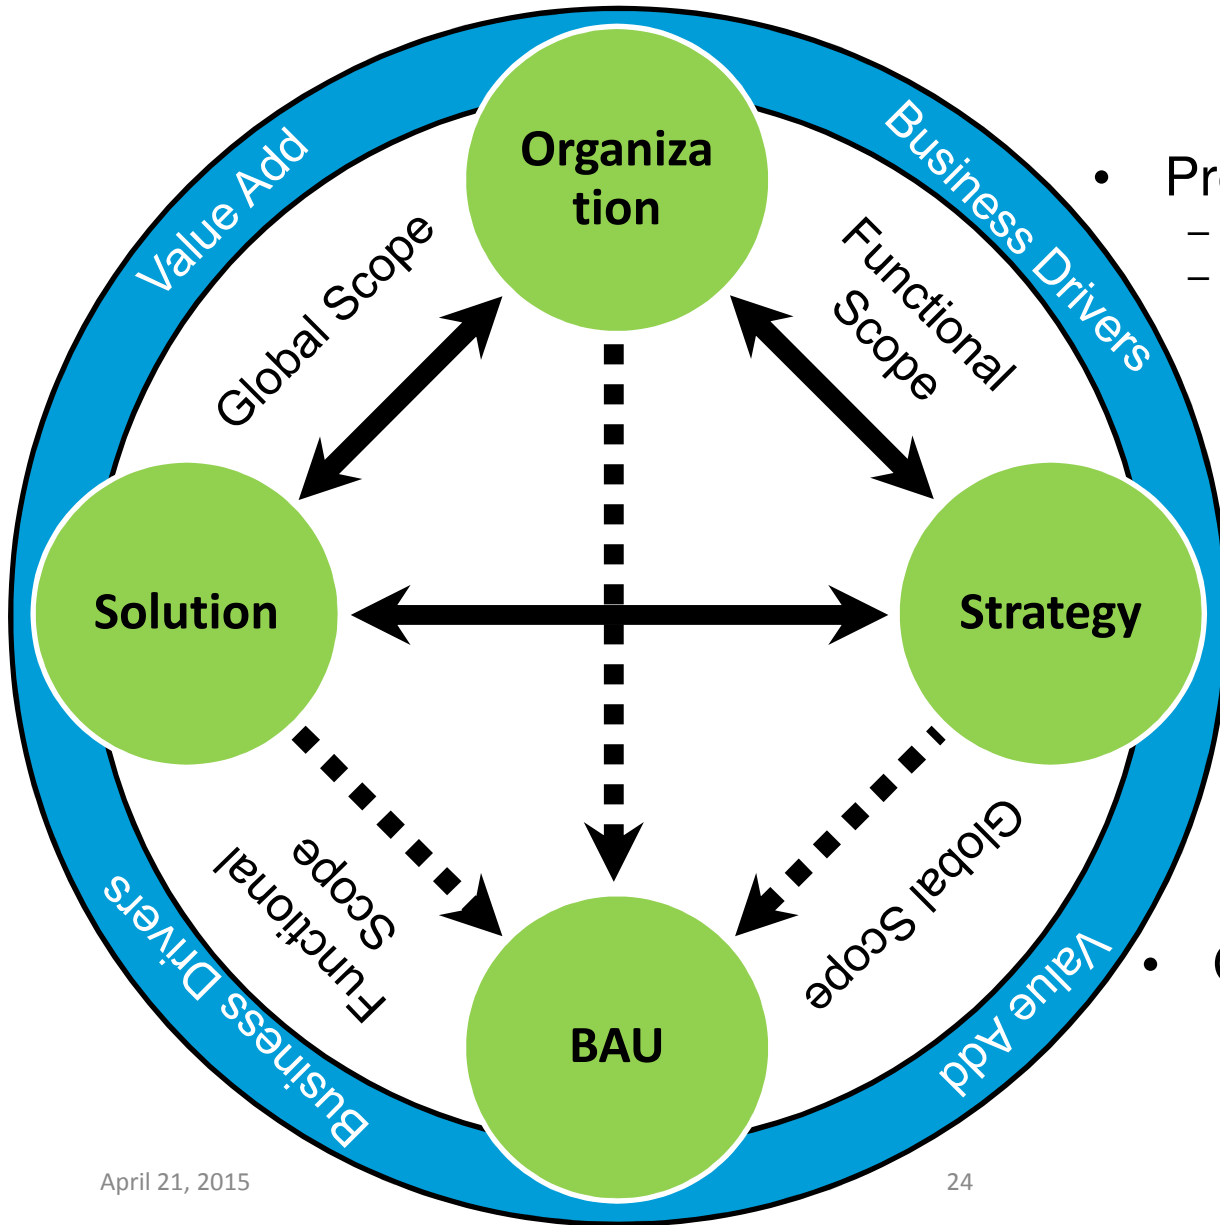 Organiza
tion
Value Add
Business Drivers
• Pr
–
–
Global Scope
Functional
Scope
Solution
Strategy
Functional
Scope
Global Scope
Business Drivers
Value Add
•
BAU
April 21, 2015
24